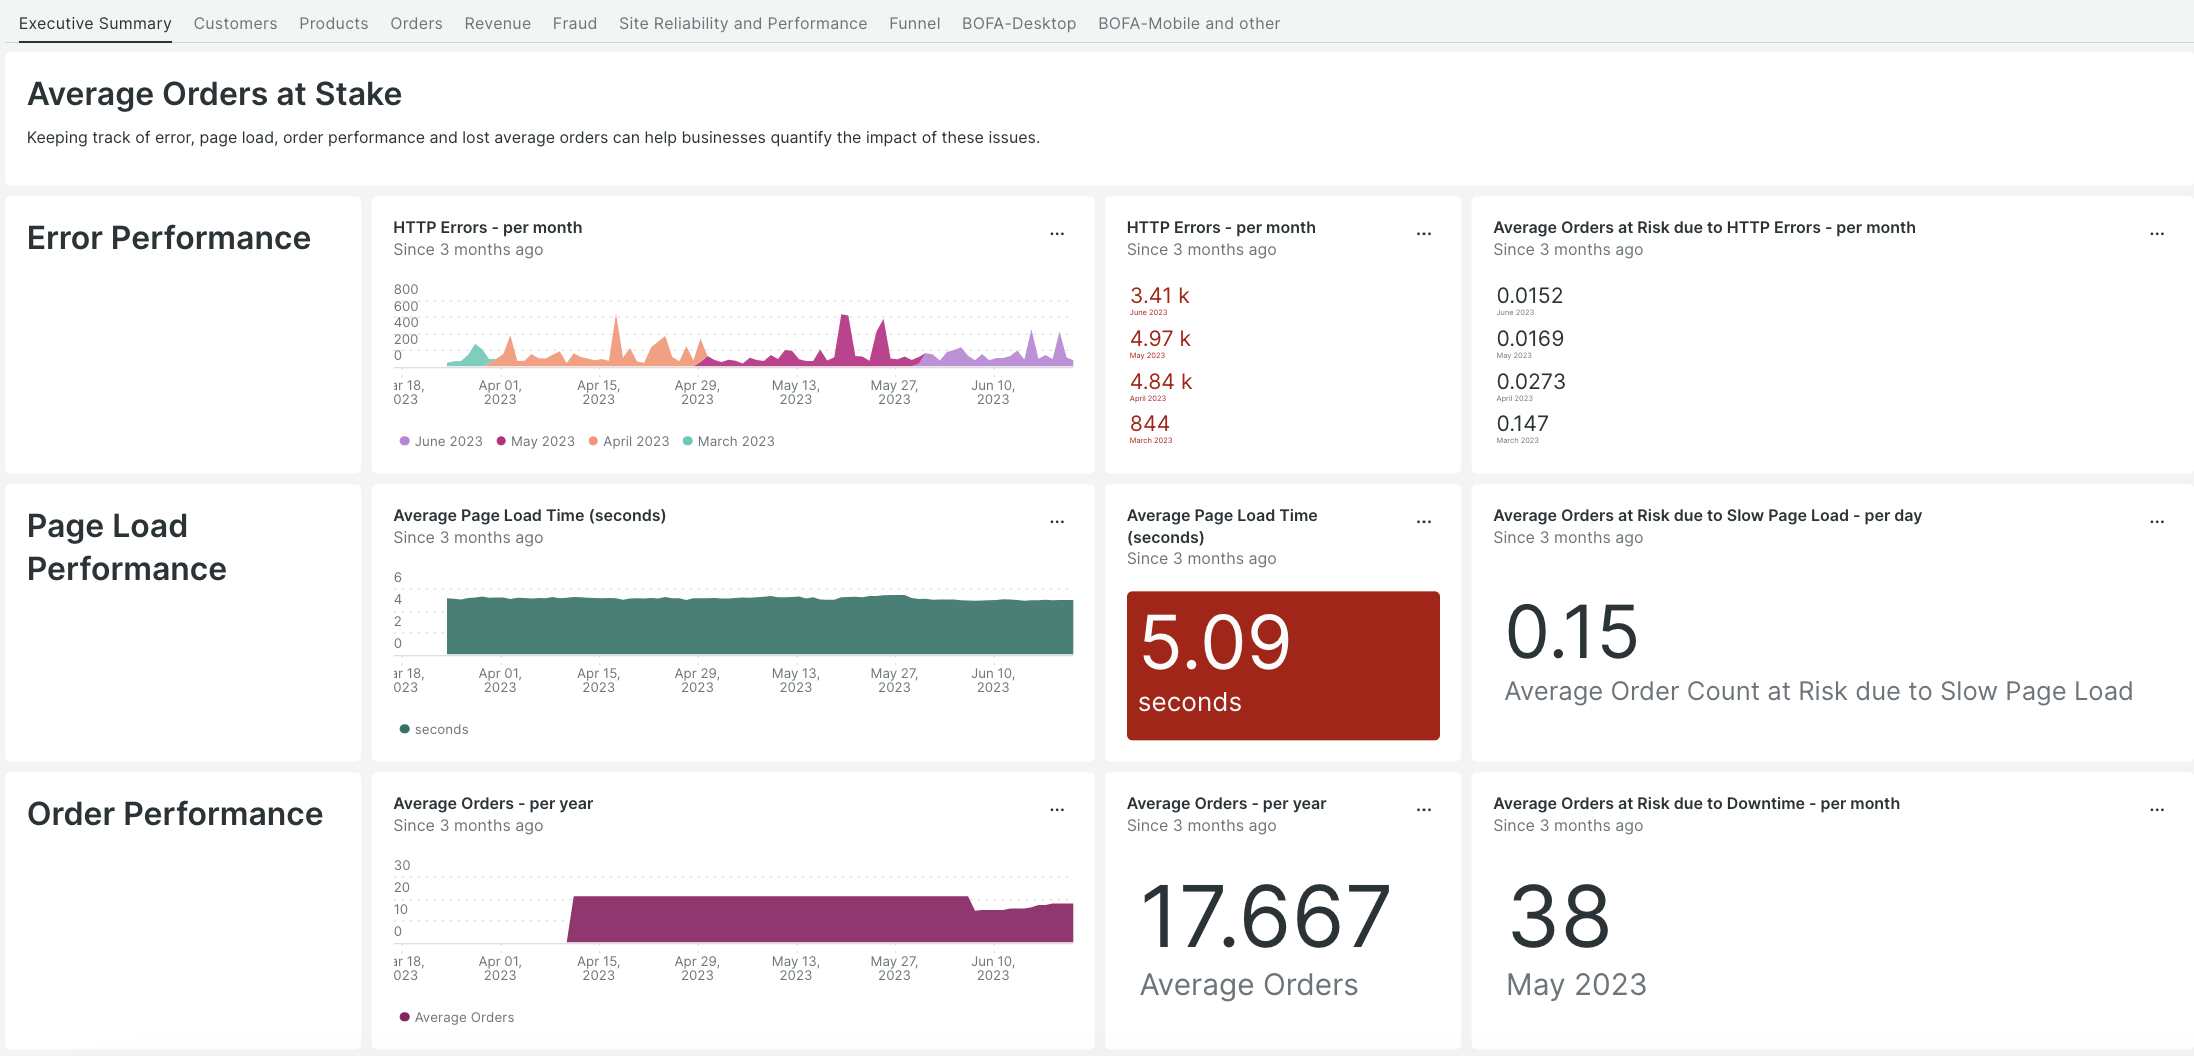 Executive Summary Customers Products Orders Revenue Fraud Site Reliability and Performance Funnel BOFA-Desktop BOFA-Mobile and other
Average Orders at Stake
Keeping track of error, page load, order performance and lost average orders can help businesses quantify the impact of these issues.
Error Performance
HTTP Errors - per month
...
Since 3 months ago
800
600
400
200
0
ar 18, 023
Apr 01, 2023
Apr 15, 2023
Apr 29, 2023
May 13, 2023
May 27, 2023
Jun 10, 2023
June 2023 May 2023 April 2023 March 2023
HTTP Errors - per month
...
Since 3 months ago
3.41 k
June 2023
4.97 k
May 2023
4.84 k
April 2023
844
March 2023
Average Orders at Risk due to HTTP Errors - per month
...
Since 3 months ago
0.0152
June 2023
0.0169
May 2023
0.0273
April 2023
0.147
March 2023
Page Load
Performance
Average Page Load Time (seconds)
...
Since 3 months ago
6
4
2
0
ar 18, 023
Apr 01, 2023
Apr 15, 2023
Apr 29, 2023
May 13, 2023
May 27, 2023
Jun 10, 2023
seconds
Average Page Load Time
(seconds)
...
Since 3 months ago
5.09
seconds
Average Orders at Risk due to Slow Page Load - per day
...
Since 3 months ago
0.15
Average Order Count at Risk due to Slow Page Load
Order Performance
Average Orders - per year
...
Since 3 months ago
30
20
10
0
ar 18, 023
Apr 01, 2023
Apr 15, 2023
Apr 29, 2023
May 13, 2023
May 27, 2023
Jun 10, 2023
Average Orders
Average Orders - per year
...
Since 3 months ago
17.667
Average Orders
Average Orders at Risk due to Downtime - per month
...
Since 3 months ago
38
May 2023